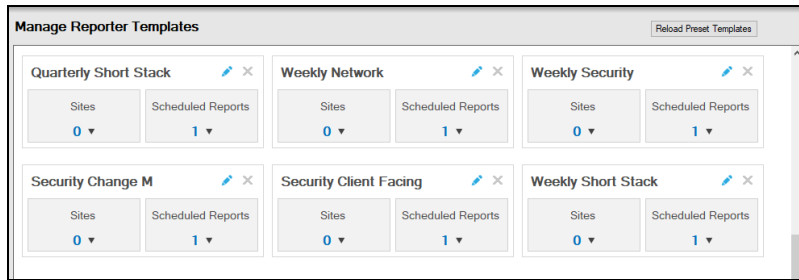 Manage Reporter Templates
Reload Preset Templates
Quarterly Short Stack
Weekly Network
Weekly Security
Sites
Scheduled Reports
Sites
Scheduled Reports
Sites
Scheduled Reports
0
1
0
1
0
1
Security Change M
Security Client Facing
Weekly Short Stack
Sites
Scheduled Reports
Sites
Scheduled Reports
Sites
Scheduled Reports
0
1
0
1
0
1